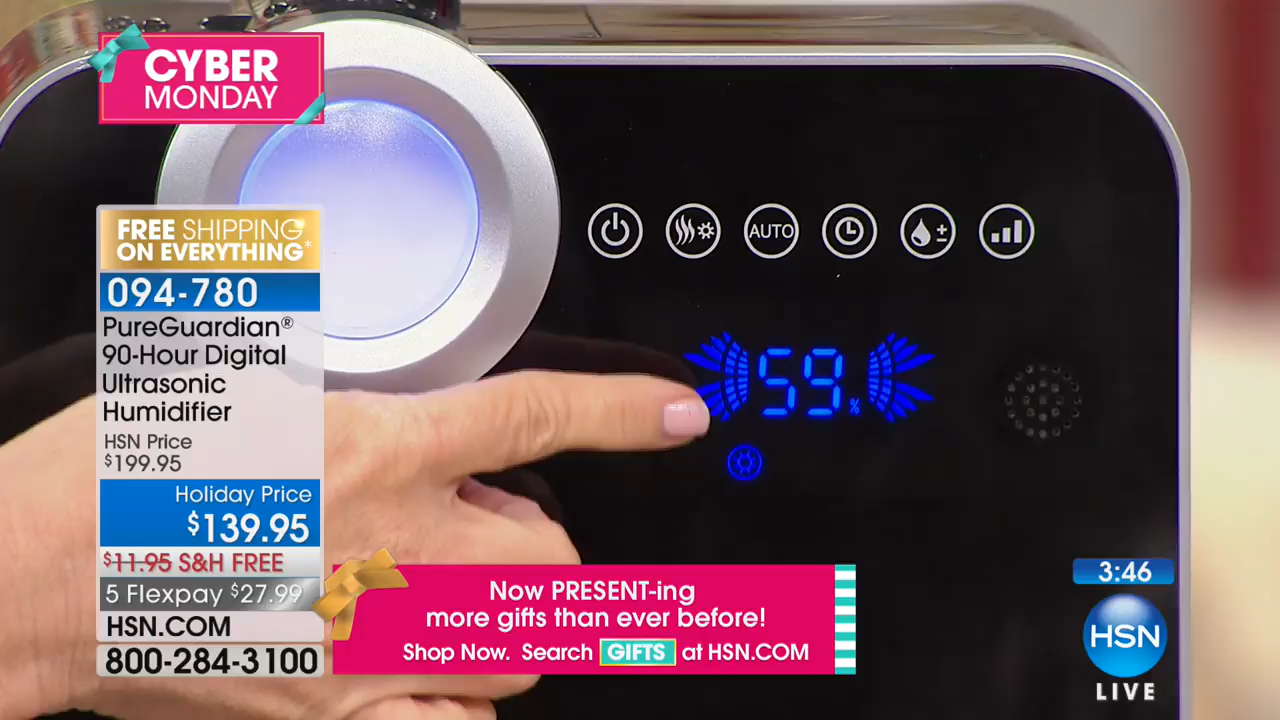 CYBER
MONDAY
FREE SHIPPING
ON EVERYTHING*
094-780
PureGuardian®
90-Hour Digital
Ultrasonic
Humidifier
HSN Price
$199.95
Holiday Price
$139.95
$11.95 S&H FREE
5 Flexpay $27.99
HSN.COM
800-284-3100
AUTO
59%
Now PRESENT-ing
more gifts than ever before!
Shop Now. Search GIFTS at HSN.COM
3:46
HSN
LIVE